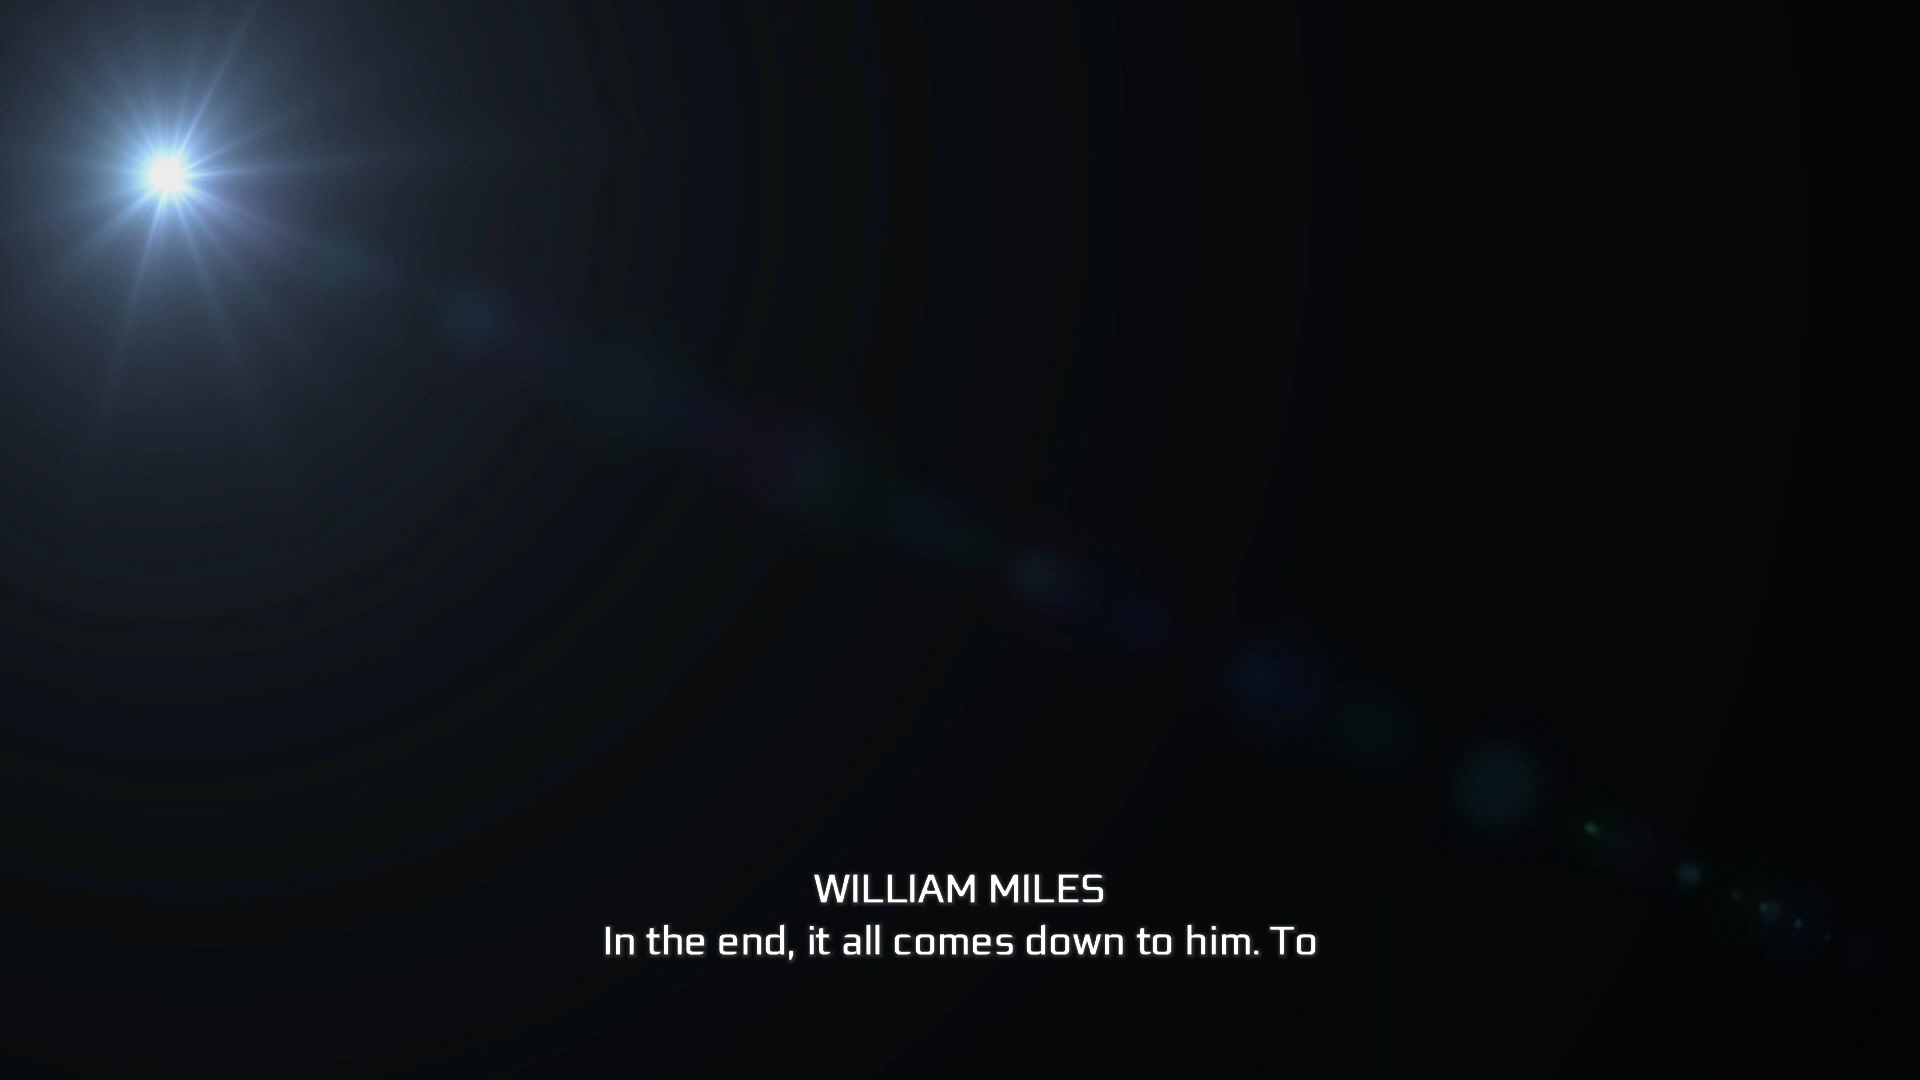 WILLIAM MILES
In the end, it all comes down to him. To